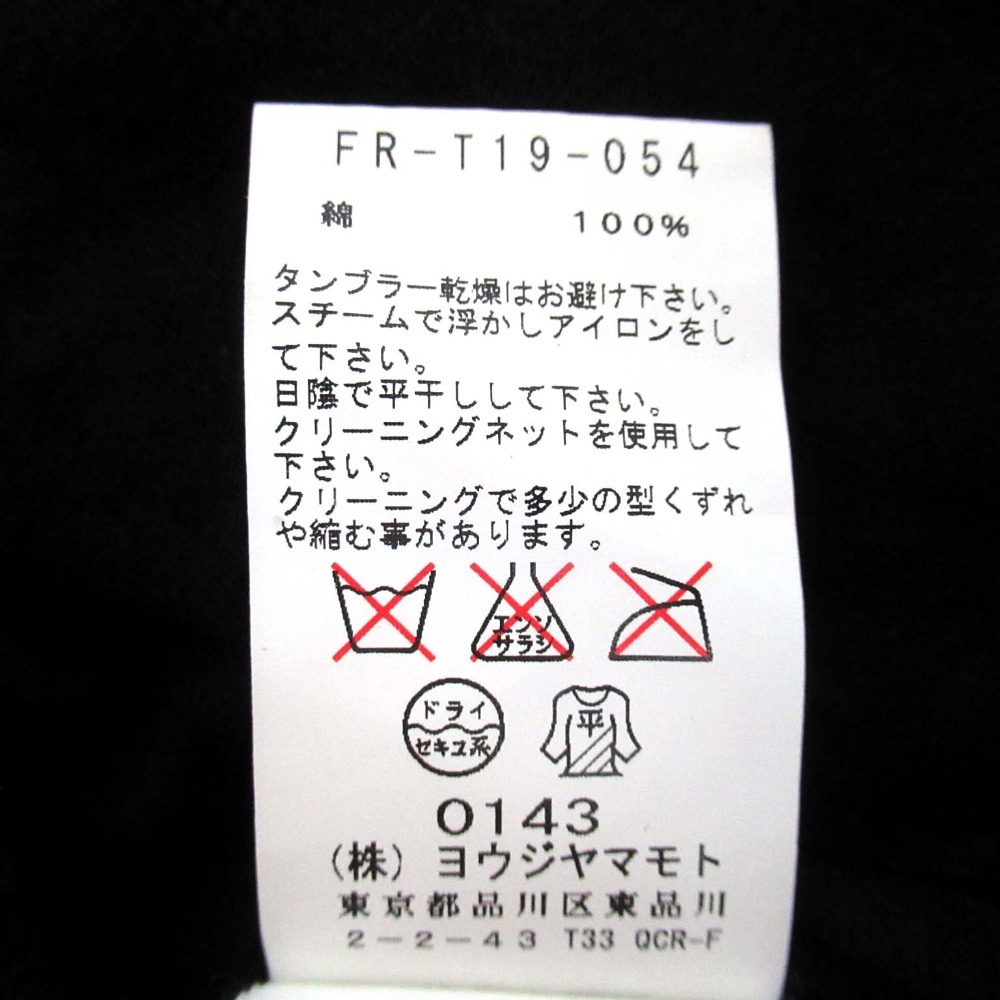 FR-T19-054
綿 100%
タンブラー乾燥はお避け下さい。
スチームで浮かしアイロンをし
て下さい。
日陰で平干しして下さい。
クリーニングネットを使用して
下さい。
クリーニングで多少の型くずれ
や縮む事があります。
エンソ
サラシ
ドライ
セキユ系
平
0143
(株) ヨウジヤマモト
東京都品川区東品川
2-2-43 T33 QCR-F